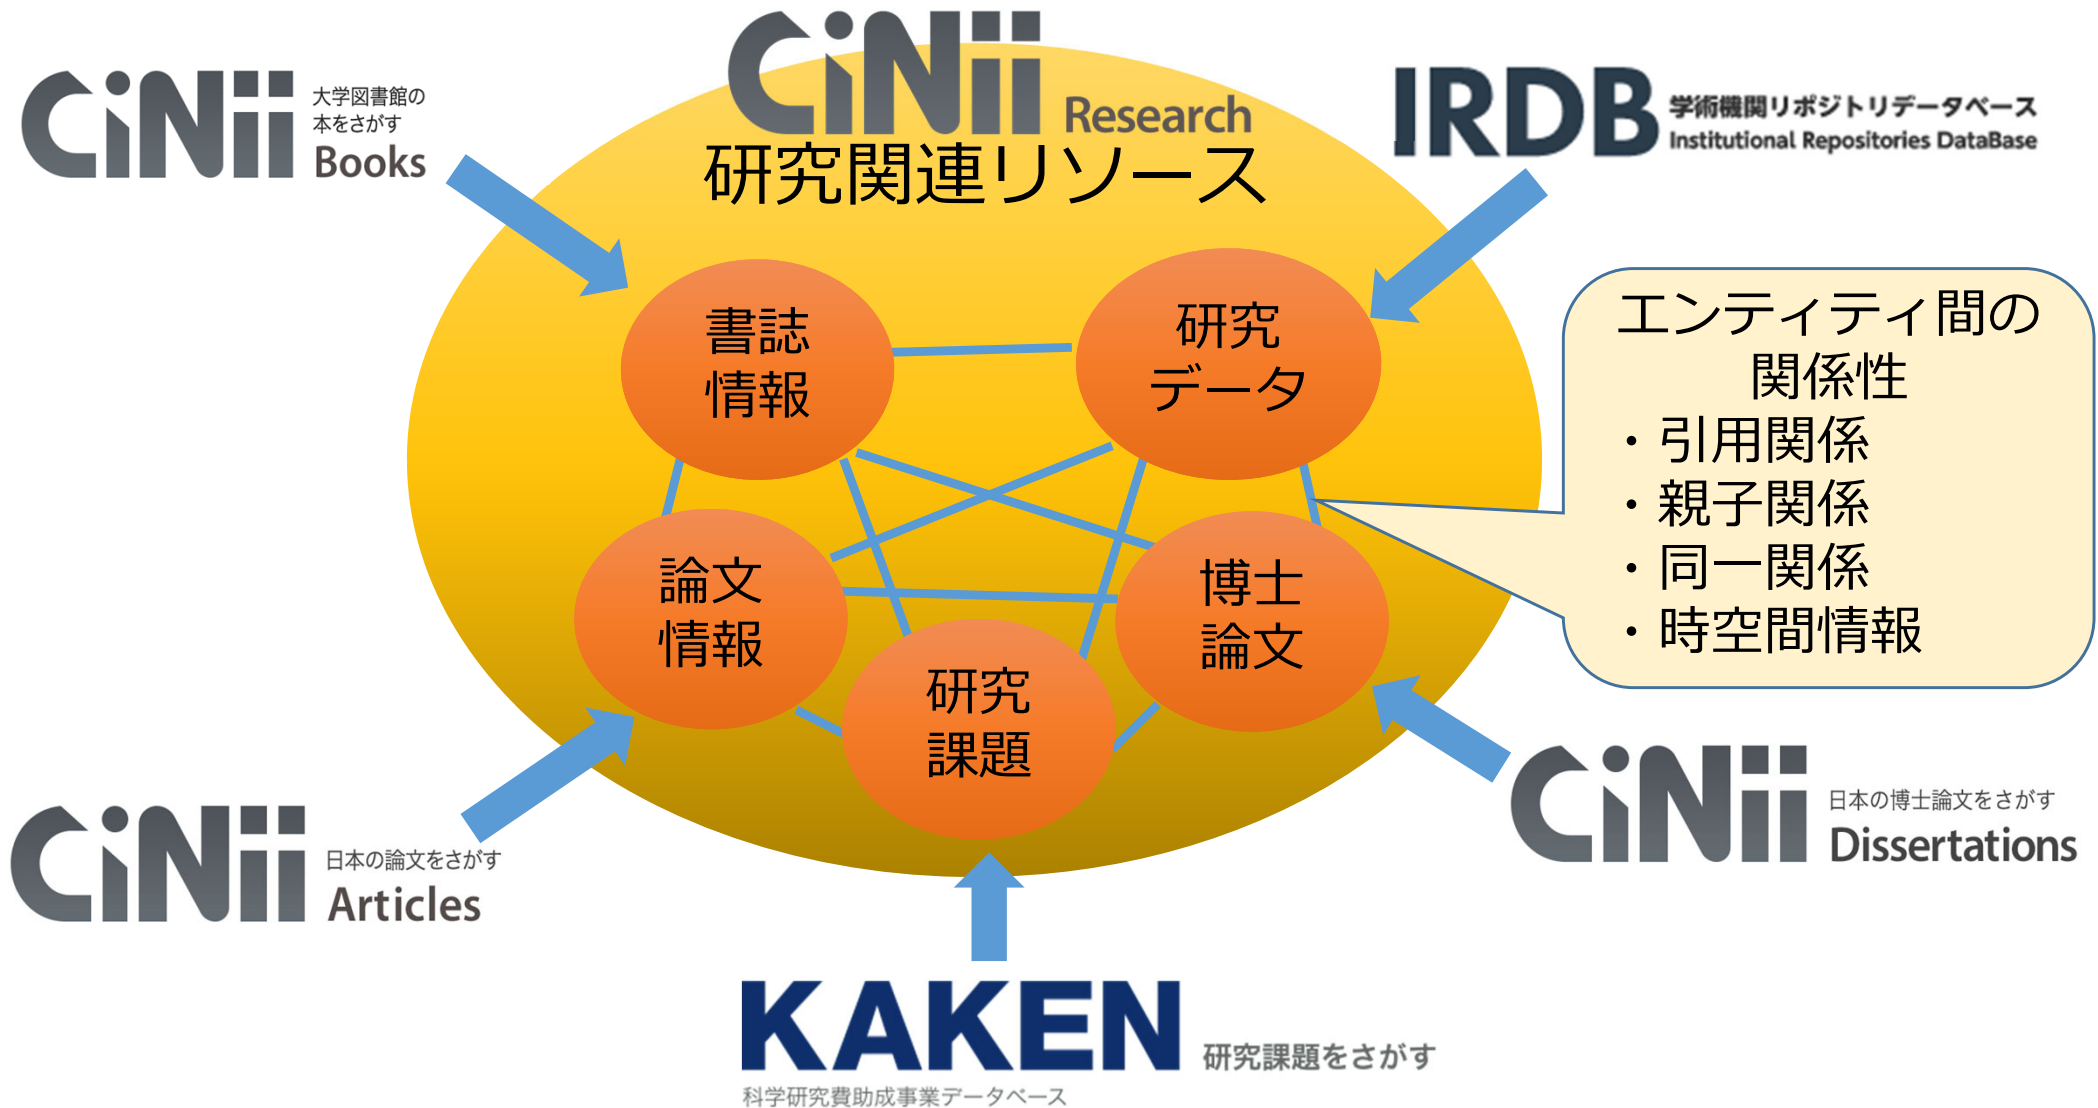 CiNii Research
研究関連リソース
CiNii
大学図書館の
本をさがす
Books
IRDB
学術機関リポジトリデータベース
Institutional Repositories DataBase
書誌
情報
研究
データ
エンティティ間の
関係性
・引用関係
・親子関係
・同一関係
・時空間情報
論文
情報
博士
論文
研究
課題
CiNii
日本の論文をさがす
Articles
CiNii
日本の博士論文をさがす
Dissertations
KAKEN
研究課題をさがす
科学研究費助成事業データベース